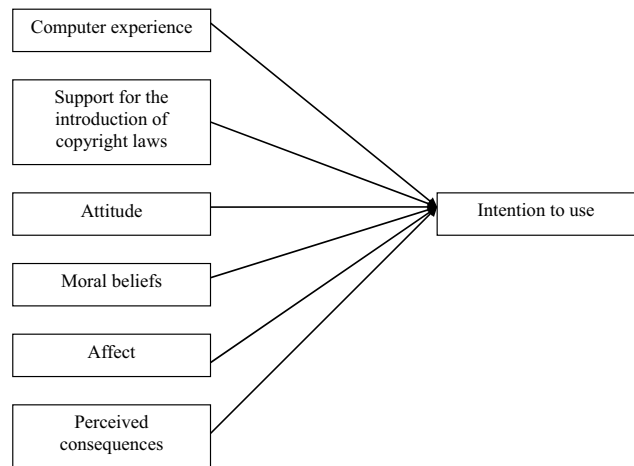 Computer experience
Support for the
introduction of
copyright laws
Attitude
Intention to use
Moral beliefs
Affect
Perceived
consequences